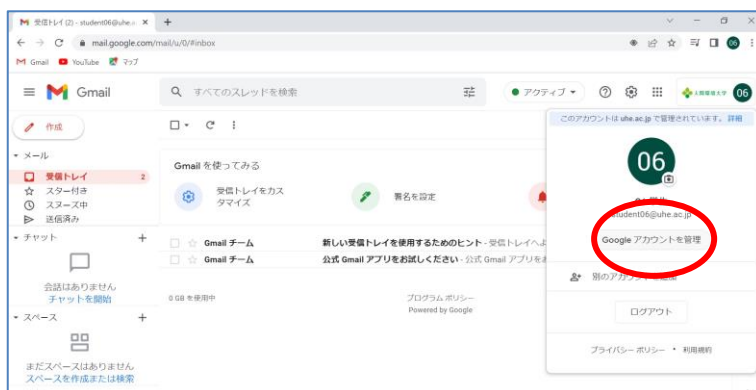 受信トレイ (2) - student06@uhe.a
mail.google.com/mail/u/0/#inbox
Gmail YouTube マップ
Gmail
すべてのスレッドを検索
アクティブ
06
作成
このアカウントは uhe.ac.jp で管理されています。 詳細
メール
受信トレイ 2
スター付き
スヌーズ中
送信済み
チャット
会話はありません
チャットを開始
スペース
まだスペースはありません
スペースを作成または検索
Gmail を使ってみる
受信トレイをカス
タマイズ
署名を設定
Gmail チーム 新しい受信トレイを使用するためのヒント - 受信トレイへよ
Gmail チーム 公式 Gmail アプリをお試しください - 公式 Gmail アプリをお
0 GB を使用中
プログラム ポリシー
Powered by Google
06
student06@uhe.ac.jp
Google アカウントを管理
別のアカウントを追加
ログアウト
プライバシー ポリシー • 利用規約